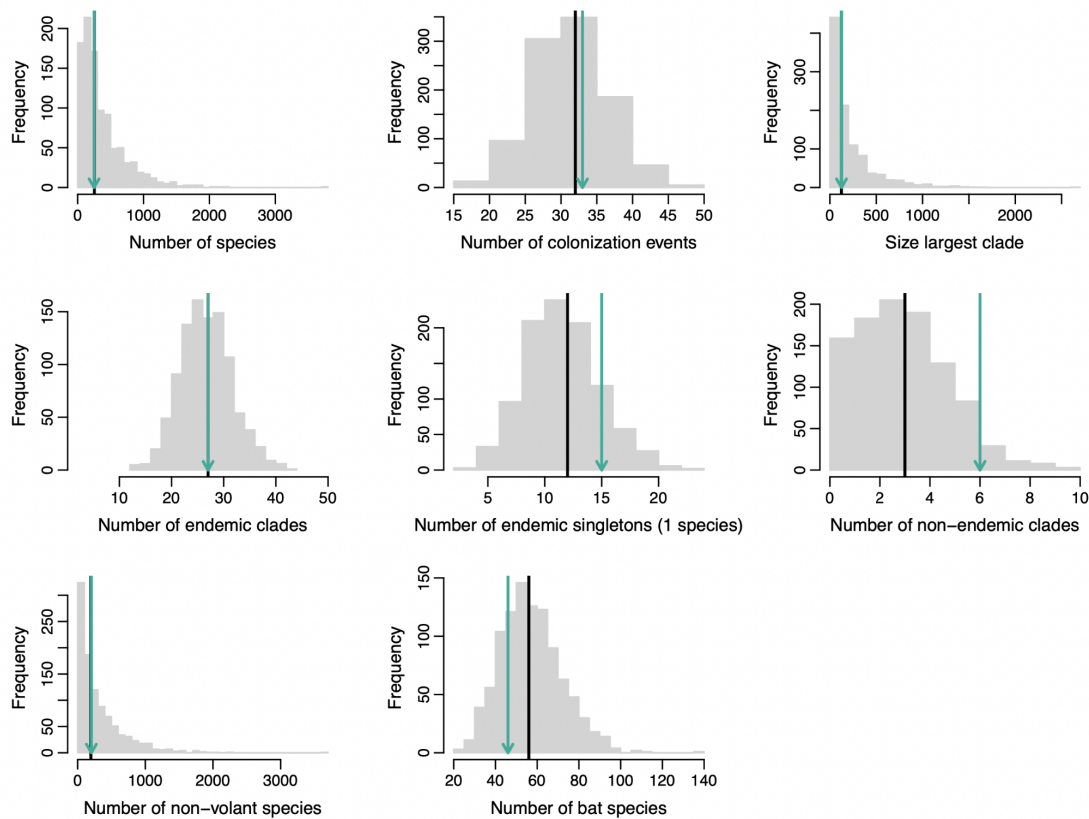 Frequency
200
150
100
50
0
0 1000 2000 3000
Number of species
Frequency
300
200
100
0
15 20 25 30 35 40 45 50
Number of colonization events
Frequency
300
100
0
0 500 1000 2000
Size largest clade
Frequency
150
100
50
0
10 20 30 40 50
Number of endemic clades
Frequency
200
100
50
0
5 10 15 20
Number of endemic singletons (1 species)
Frequency
200
150
100
50
0
0 2 4 6 8 10
Number of non−endemic clades
Frequency
250
150
50
0
0 1000 2000 3000
Number of non−volant species
Frequency
150
100
50
0
20 40 60 80 100 120 140
Number of bat species